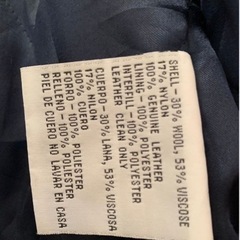 SHELL-30% WOOL, 53% VISCOSE
17% NYLON
100% GENUINE LEATHER
LINING-100% POLYESTER
INTERFILL-100% POLYESTER
LEATHER CLEAN ONLY
CUERPO-30% LANA, 53% VISCOSA
17% NILON
100% CUERO
FORRO-100% POLIESTER
RELLENO-100% POLIESTER
PIEL DE CUERO NO LAVAR EN CASA